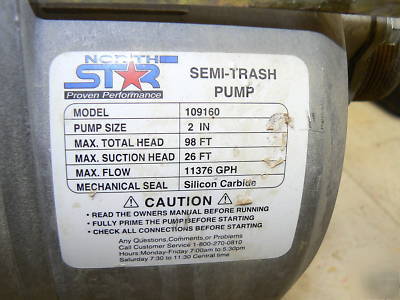 NORTH
STAR
Proven Performance
SEMI-TRASH
PUMP
MODEL 109160
PUMP SIZE 2 IN
MAX. TOTAL HEAD 98 FT
MAX. SUCTION HEAD 26 FT
MAX. FLOW 11376 GPH
MECHANICAL SEAL Silicon Carbide
CAUTION
• READ THE OWNERS MANUAL BEFORE RUNNING
• FULLY PRIME THE PUMP BEFORE STARTING
• CHECK ALL CONNECTIONS BEFORE STARTING
Any Questions,Comments,or Problems
Call Customer Service 1-800-270-0810
Hours:Monday-Friday 7:00am to 5:30pm
Saturday 7:30 to 11:30 Central time